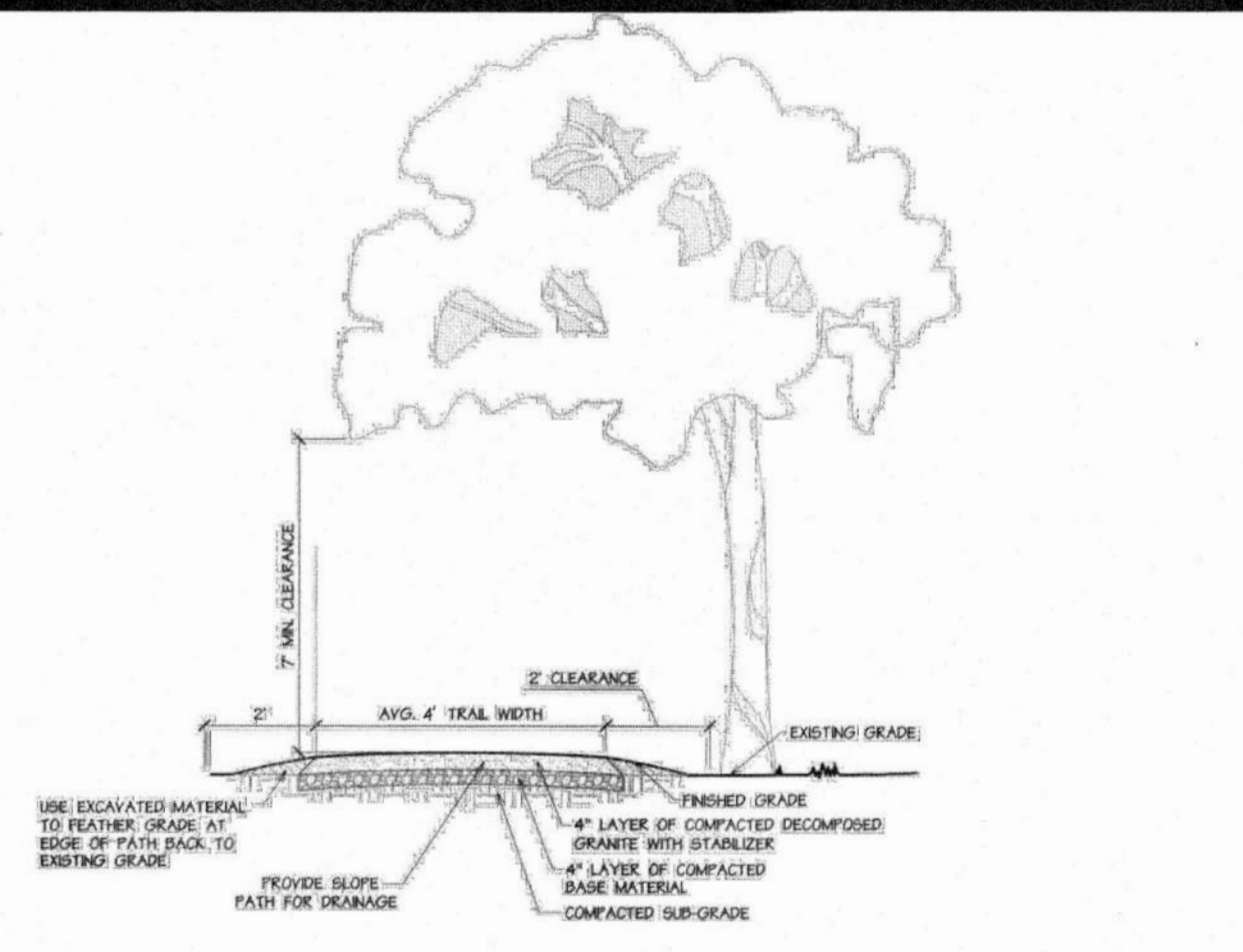 7' MIN. CLEARANCE
2' CLEARANCE
2'
AVG. 4' TRAIL WIDTH
EXISTING GRADE
USE EXCAVATED MATERIAL
TO FEATHER GRADE AT
EDGE OF PATH BACK TO
EXISTING GRADE
FINISHED GRADE
4" LAYER OF COMPACTED DECOMPOSED
GRANITE WITH STABILIZER
4" LAYER OF COMPACTED
BASE MATERIAL
PROVIDE SLOPE
PATH FOR DRAINAGE
COMPACTED SUB-GRADE